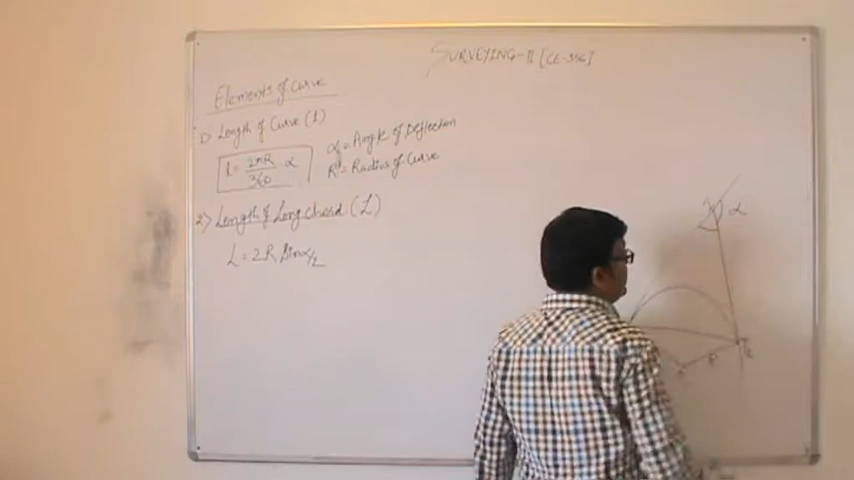 SURVEYING-II [CE-356]
Elements of Curve
1) Length of Curve (l)
l = 2πR/360 α
α = Angle of Deflection
R = Radius of Curve
2) Length of Long chord (L)
L = 2R Sin α/2
α
R
T2